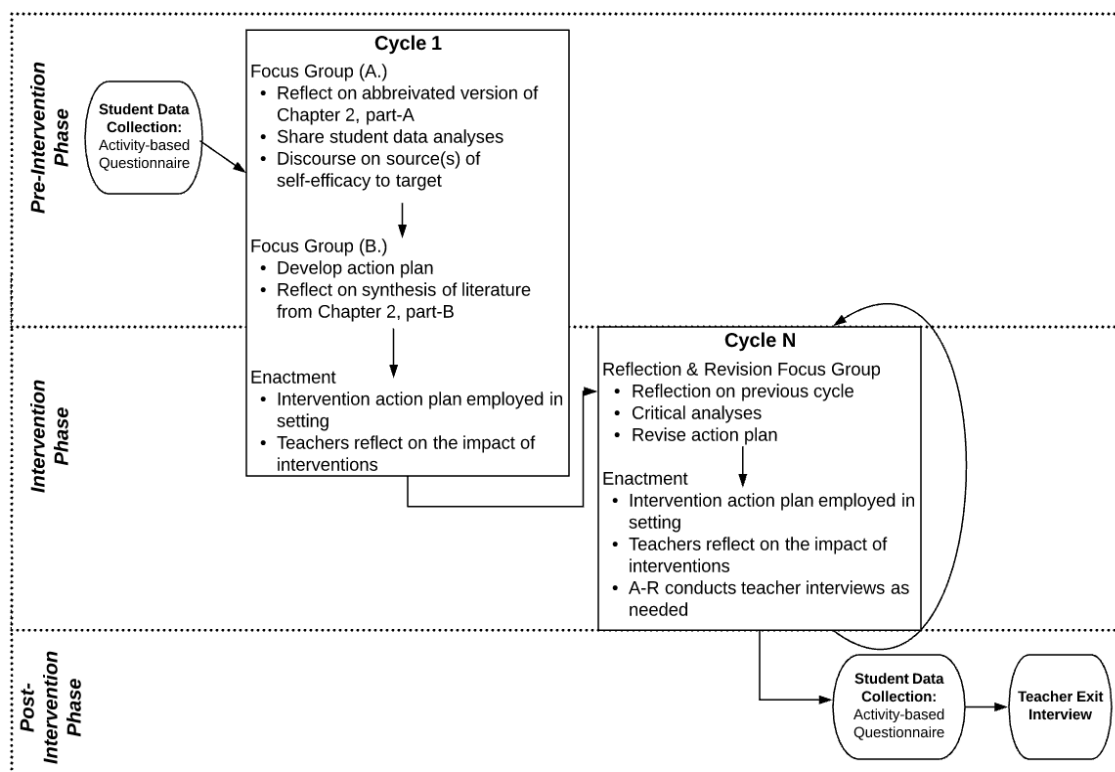 Pre-Intervention
Phase
Student Data
Collection:
Activity-based
Questionnaire
Cycle 1
Focus Group (A.)
• Reflect on abbreivated version of
Chapter 2, part-A
• Share student data analyses
• Discourse on source(s) of
self-efficacy to target
Focus Group (B.)
• Develop action plan
• Reflect on synthesis of literature
from Chapter 2, part-B
Intervention
Phase
Enactment
• Intervention action plan employed in
setting
• Teachers reflect on the impact of
interventions
Cycle N
Reflection & Revision Focus Group
• Reflection on previous cycle
• Critical analyses
• Revise action plan
Enactment
• Intervention action plan employed in
setting
• Teachers reflect on the impact of
interventions
• A-R conducts teacher interviews as
needed
Post-
Intervention
Phase
Student Data
Collection:
Activity-based
Questionnaire
Teacher Exit
Interview